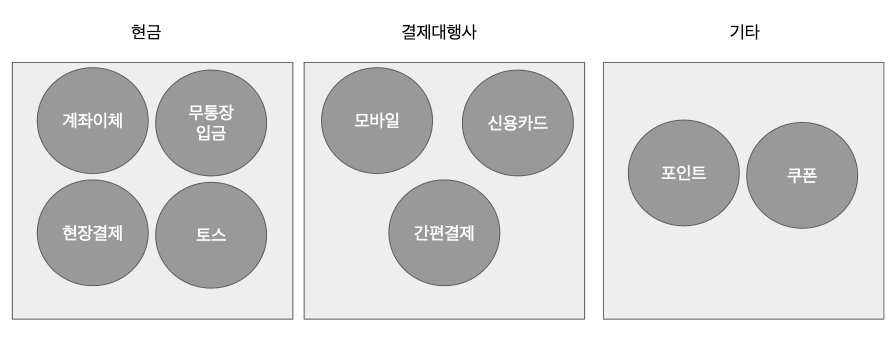 현금
계좌이체
무통장
입금
현장결제
토스
결제대행사
모바일
신용카드
간편결제
기타
포인트
쿠폰